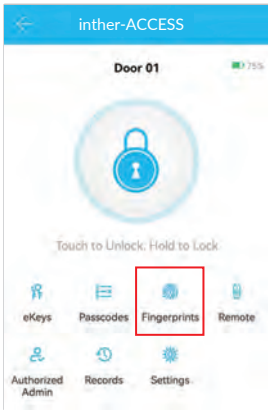 inther-ACCESS
Door 01
75%
Touch to Unlock. Hold to Lock
eKeys Passcodes Fingerprints Remote
Authorized Admin Records Settings